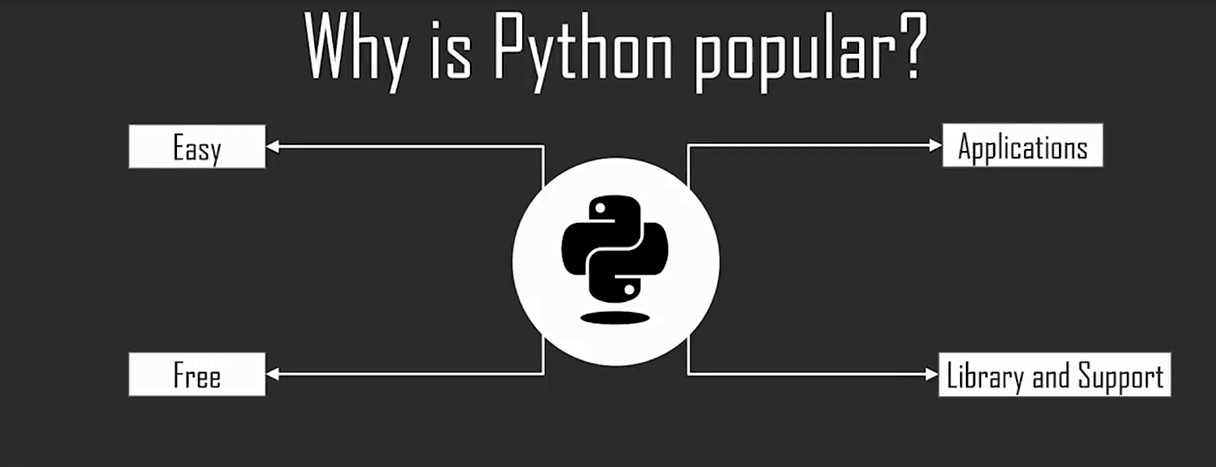 Why is Python popular?
Easy
Applications
Free
Library and Support